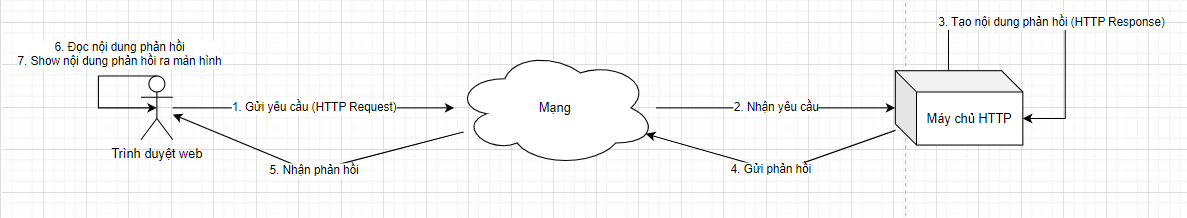 3. Tạo nội dung phản hồi (HTTP Response)
6. Đọc nội dung phản hồi
7. Show nội dung phản hồi ra màn hình
1. Gửi yêu cầu (HTTP Request)
Mạng
2. Nhận yêu cầu
Máy chủ HTTP
Trình duyệt web
5. Nhận phản hồi
4. Gửi phản hồi